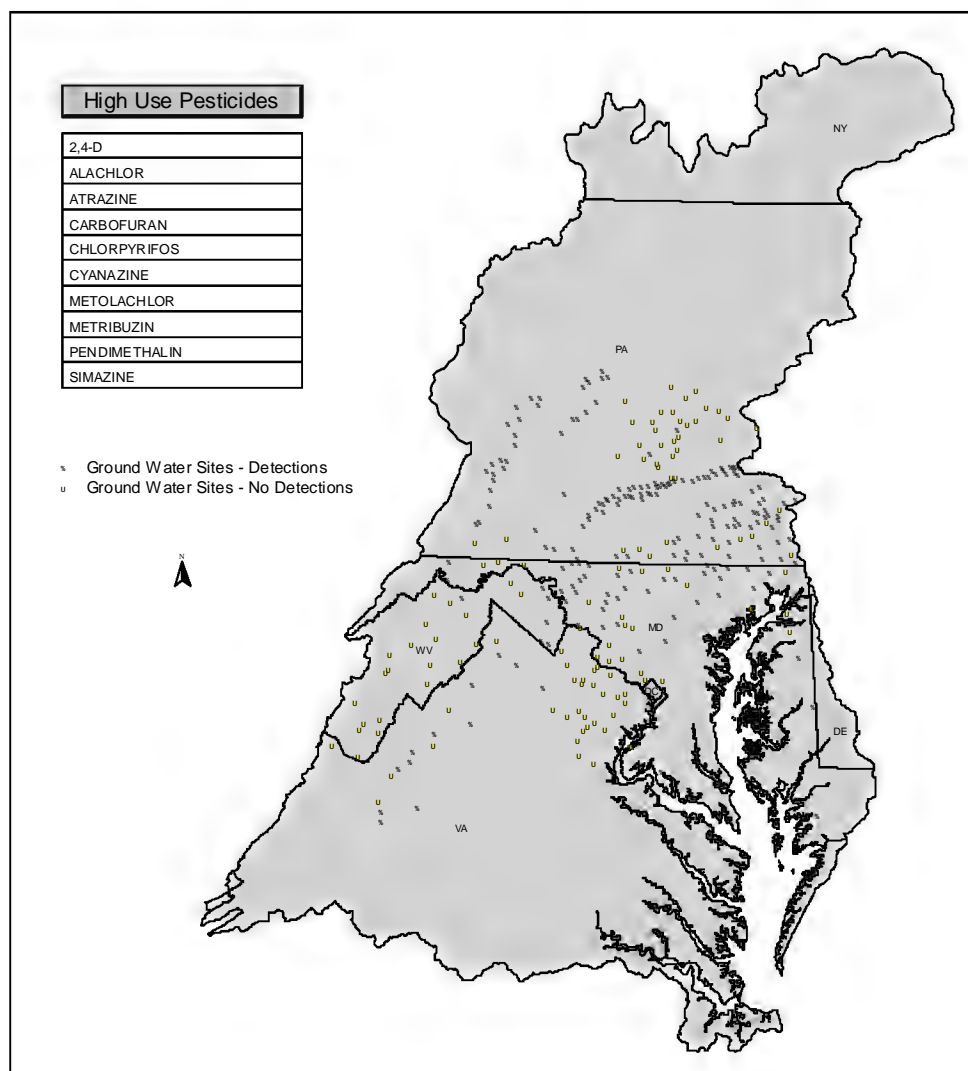 High Use Pesticides
2,4-D
ALACHLOR
ATRAZINE
CARBOFURAN
CHLORPYRIFOS
CYANAZINE
METOLACHLOR
METRIBUZIN
PENDIMETHALIN
SIMAZINE
% Ground Water Sites - Detections
u Ground Water Sites - No Detections
N
NY
PA
MD
WV
DC
DE
VA